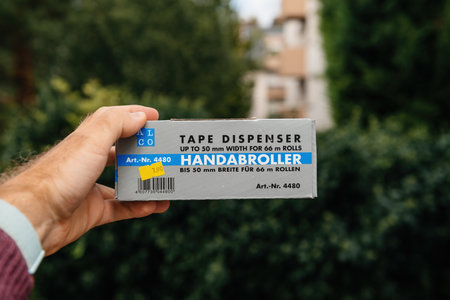 ALCO
TAPE DISPENSER
UP TO 50 mm WIDTH FOR 66 m ROLLS
Art.-Nr. 4480
HANDABROLLER
BIS 50 mm BREITE FÜR 66 m ROLLEN
Art.-Nr. 4480